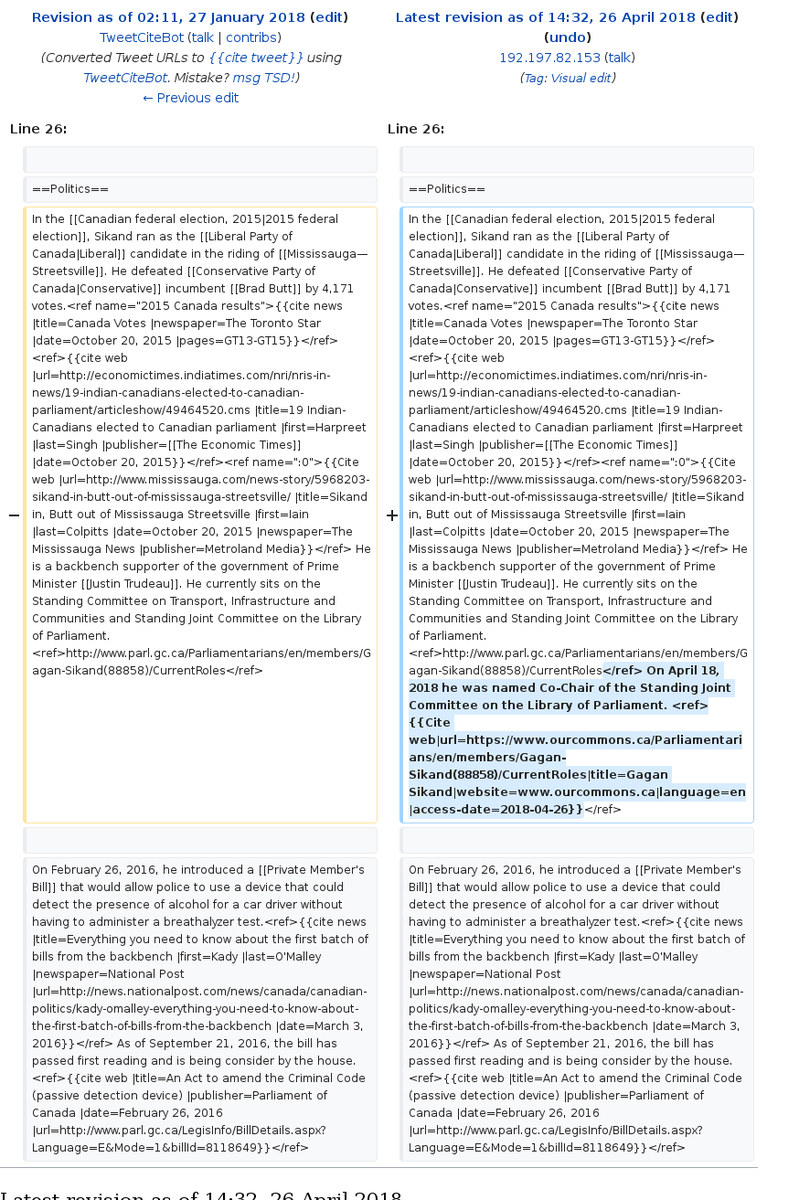 Revision as of 02:11, 27 January 2018 (edit)
TweetCiteBot (talk | contribs)
(Converted Tweet URLs to {{cite tweet}} using
TweetCiteBot. Mistake? msg TSD!)
← Previous edit
Latest revision as of 14:32, 26 April 2018 (edit)
(undo)
192.197.82.153 (talk)
(Tag: Visual edit)
Line 26:
Line 26:
==Politics==
==Politics==
−
In the [[Canadian federal election, 2015|2015 federal
election]], Sikand ran as the [[Liberal Party of
Canada|Liberal]] candidate in the riding of [[Mississauga—
Streetsville]]. He defeated [[Conservative Party of
Canada|Conservative]] incumbent [[Brad Butt]] by 4,171
votes.<ref name="2015 Canada results">{{cite news
|title=Canada Votes |newspaper=The Toronto Star
|date=October 20, 2015 |pages=GT13-GT15}}</ref>
<ref>{{cite web
|url=http://economictimes.indiatimes.com/nri/nris-in-
news/19-indian-canadians-elected-to-canadian-
parliament/articleshow/49464520.cms |title=19 Indian-
Canadians elected to Canadian parliament |first=Harpreet
|last=Singh |publisher=[[The Economic Times]]
|date=October 20, 2015}}</ref><ref name=":0">{{Cite
web |url=http://www.mississauga.com/news-story/5968203-
sikand-in-butt-out-of-mississauga-streetsville/ |title=Sikand
in, Butt out of Mississauga Streetsville |first=Iain
|last=Colpitts |date=October 20, 2015 |newspaper=The
Mississauga News |publisher=Metroland Media}}</ref> He
is a backbench supporter of the government of Prime
Minister [[Justin Trudeau]]. He currently sits on the
Standing Committee on Transport, Infrastructure and
Communities and Standing Joint Committee on the Library
of Parliament.
<ref>http://www.parl.gc.ca/Parliamentarians/en/members/G
agan-Sikand(88858)/CurrentRoles</ref>
+
In the [[Canadian federal election, 2015|2015 federal
election]], Sikand ran as the [[Liberal Party of
Canada|Liberal]] candidate in the riding of [[Mississauga—
Streetsville]]. He defeated [[Conservative Party of
Canada|Conservative]] incumbent [[Brad Butt]] by 4,171
votes.<ref name="2015 Canada results">{{cite news
|title=Canada Votes |newspaper=The Toronto Star
|date=October 20, 2015 |pages=GT13-GT15}}</ref>
<ref>{{cite web
|url=http://economictimes.indiatimes.com/nri/nris-in-
news/19-indian-canadians-elected-to-canadian-
parliament/articleshow/49464520.cms |title=19 Indian-
Canadians elected to Canadian parliament |first=Harpreet
|last=Singh |publisher=[[The Economic Times]]
|date=October 20, 2015}}</ref><ref name=":0">{{Cite
web |url=http://www.mississauga.com/news-story/5968203-
sikand-in-butt-out-of-mississauga-streetsville/ |title=Sikand
in, Butt out of Mississauga Streetsville |first=Iain
|last=Colpitts |date=October 20, 2015 |newspaper=The
Mississauga News |publisher=Metroland Media}}</ref> He
is a backbench supporter of the government of Prime
Minister [[Justin Trudeau]]. He currently sits on the
Standing Committee on Transport, Infrastructure and
Communities and Standing Joint Committee on the Library
of Parliament.
<ref>http://www.parl.gc.ca/Parliamentarians/en/members/G
agan-Sikand(88858)/CurrentRoles</ref> On April 18,
2018 he was named Co-Chair of the Standing Joint
Committee on the Library of Parliament. <ref>
{{Cite
web|url=https://www.ourcommons.ca/Parliamentari
ans/en/members/Gagan-
Sikand(88858)/CurrentRoles|title=Gagan
Sikand|website=www.ourcommons.ca|language=en
|access-date=2018-04-26}}</ref>
On February 26, 2016, he introduced a [[Private Member's
Bill]] that would allow police to use a device that could
detect the presence of alcohol for a car driver without
having to administer a breathalyzer test.<ref>{{cite news
|title=Everything you need to know about the first batch of
bills from the backbench |first=Kady |last=O'Malley
|newspaper=National Post
|url=http://news.nationalpost.com/news/canada/canadian-
politics/kady-omalley-everything-you-need-to-know-about-
the-first-batch-of-bills-from-the-backbench |date=March 3,
2016}}</ref> As of September 21, 2016, the bill has
passed first reading and is being consider by the house.
<ref>{{cite web |title=An Act to amend the Criminal Code
(passive detection device) |publisher=Parliament of
Canada |date=February 26, 2016
|url=http://www.parl.gc.ca/LegisInfo/BillDetails.aspx?
Language=E&Mode=1&billId=8118649}}</ref>
On February 26, 2016, he introduced a [[Private Member's
Bill]] that would allow police to use a device that could
detect the presence of alcohol for a car driver without
having to administer a breathalyzer test.<ref>{{cite news
|title=Everything you need to know about the first batch of
bills from the backbench |first=Kady |last=O'Malley
|newspaper=National Post
|url=http://news.nationalpost.com/news/canada/canadian-
politics/kady-omalley-everything-you-need-to-know-about-
the-first-batch-of-bills-from-the-backbench |date=March 3,
2016}}</ref> As of September 21, 2016, the bill has
passed first reading and is being consider by the house.
<ref>{{cite web |title=An Act to amend the Criminal Code
(passive detection device) |publisher=Parliament of
Canada |date=February 26, 2016
|url=http://www.parl.gc.ca/LegisInfo/BillDetails.aspx?
Language=E&Mode=1&billId=8118649}}</ref>
Latest revision as of 14:32, 26 April 2018